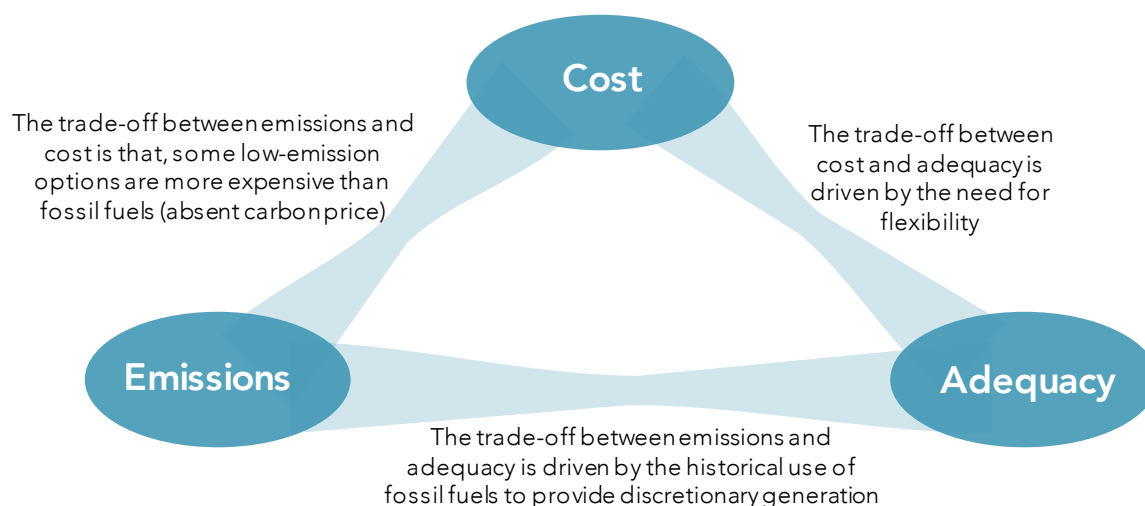 Cost
The trade-off between emissions and
cost is that, some low-emission
options are more expensive than
fossil fuels (absent carbon price)
The trade-off between
cost and adequacy is
driven by the need for
flexibility
Emissions
Adequacy
The trade-off between emissions and
adequacy is driven by the historical use of
fossil fuels to provide discretionary generation